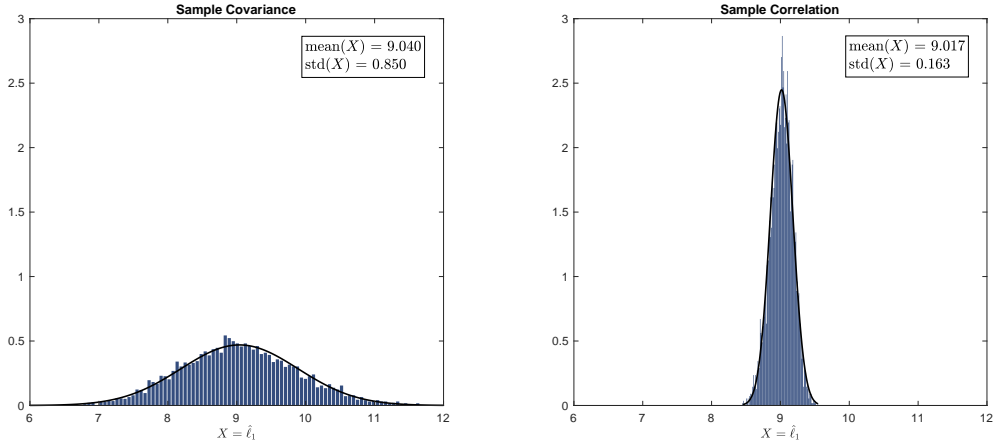 Sample Covariance
3
2.5
2
1.5
1
0.5
0
mean(X) = 9.040
std(X) = 0.850
6 7 8 9 10 11 12
X = ℓ̂₁
Sample Correlation
3
2.5
2
1.5
1
0.5
0
mean(X) = 9.017
std(X) = 0.163
6 7 8 9 10 11 12
X = ℓ̂₁